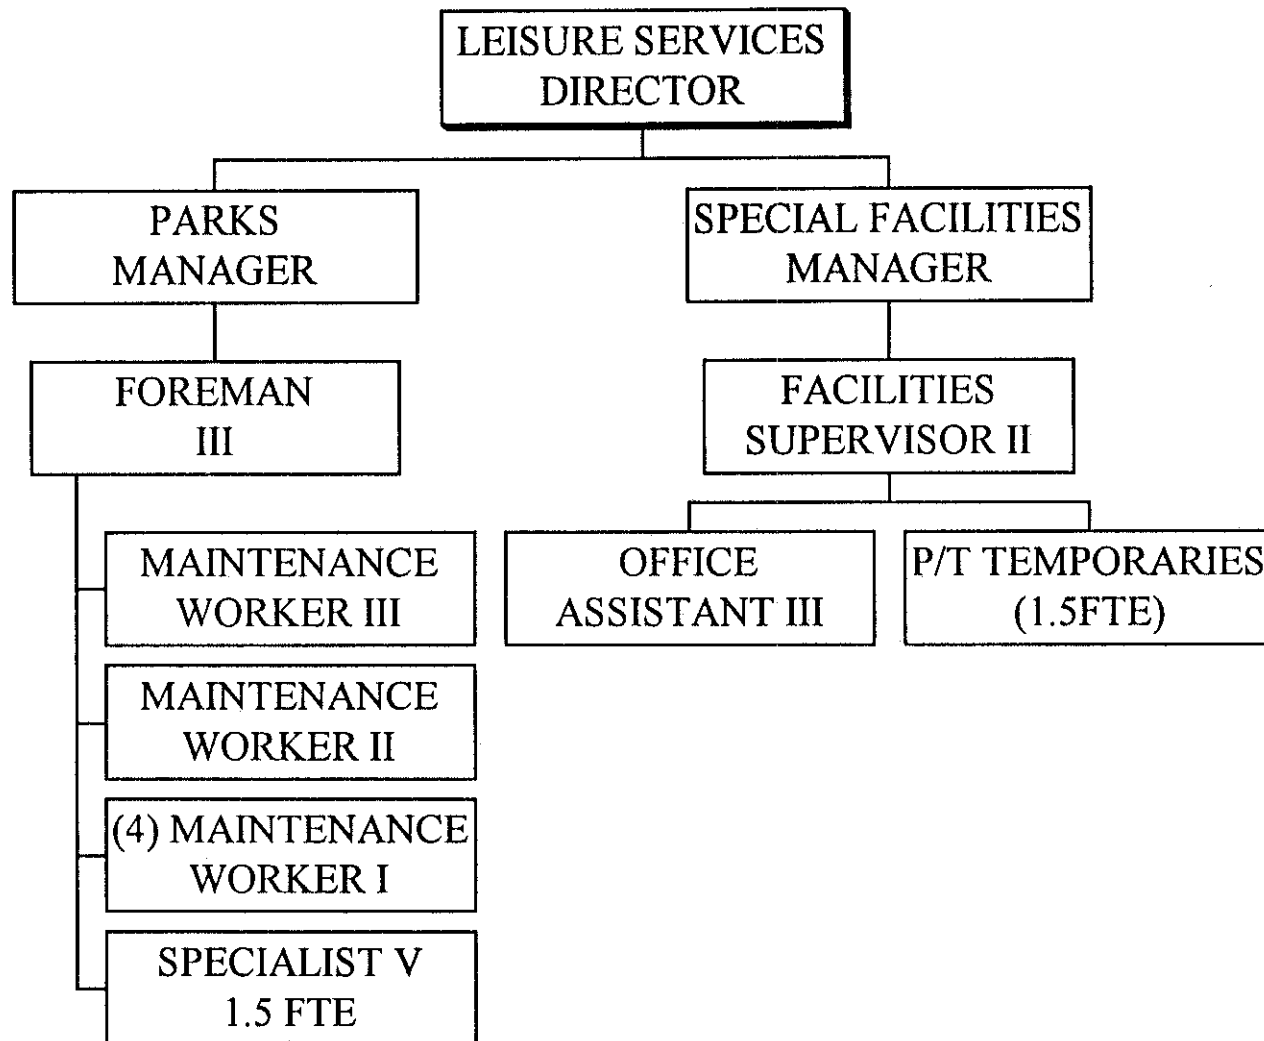 LEISURE SERVICES
DIRECTOR
PARKS
MANAGER
SPECIAL FACILITIES
MANAGER
FOREMAN
III
FACILITIES
SUPERVISOR II
MAINTENANCE
WORKER III
OFFICE
ASSISTANT III
P/T TEMPORARIES
(1.5FTE)
MAINTENANCE
WORKER II
(4) MAINTENANCE
WORKER I
SPECIALIST V
1.5 FTE